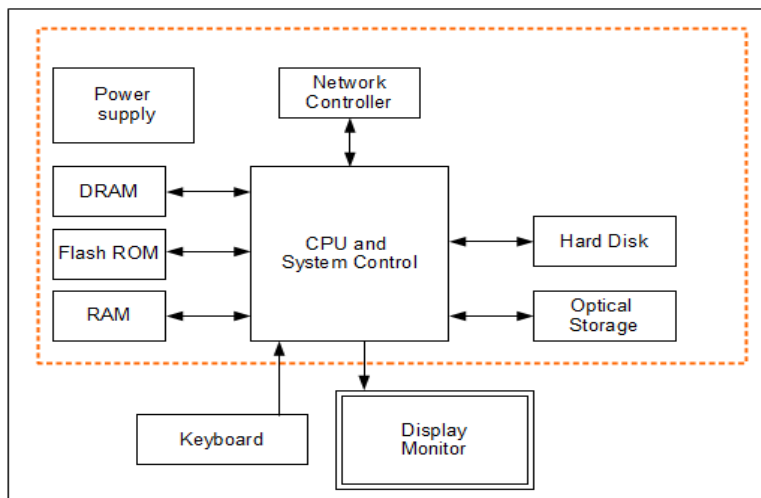 Power
supply
Network
Controller
DRAM
Flash ROM
RAM
CPU and
System Control
Hard Disk
Optical
Storage
Keyboard
Display
Monitor